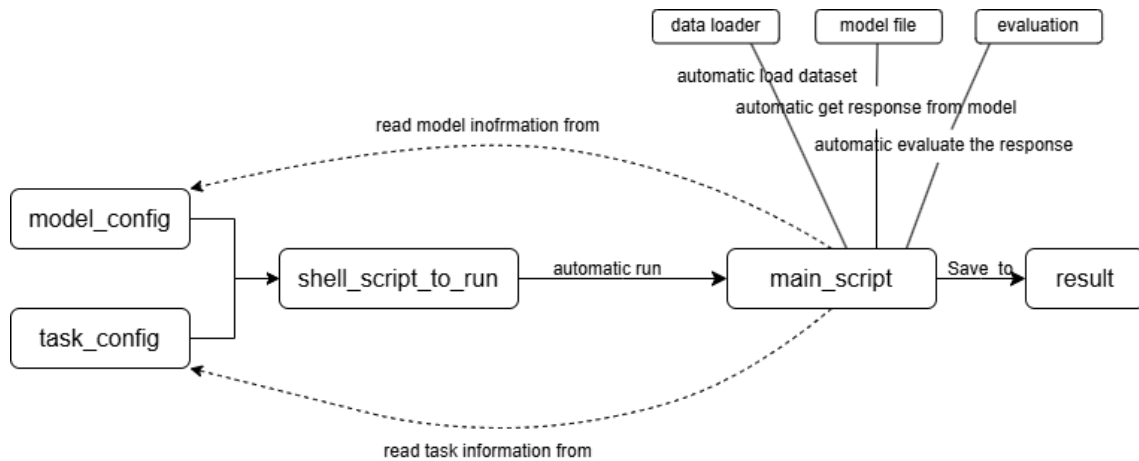 data loader
model file
evaluation
automatic load dataset
automatic get response from model
read model inofrmation from
automatic evaluate the response
model_config
shell_script_to_run
automatic run
main_script
Save to
result
task_config
read task information from